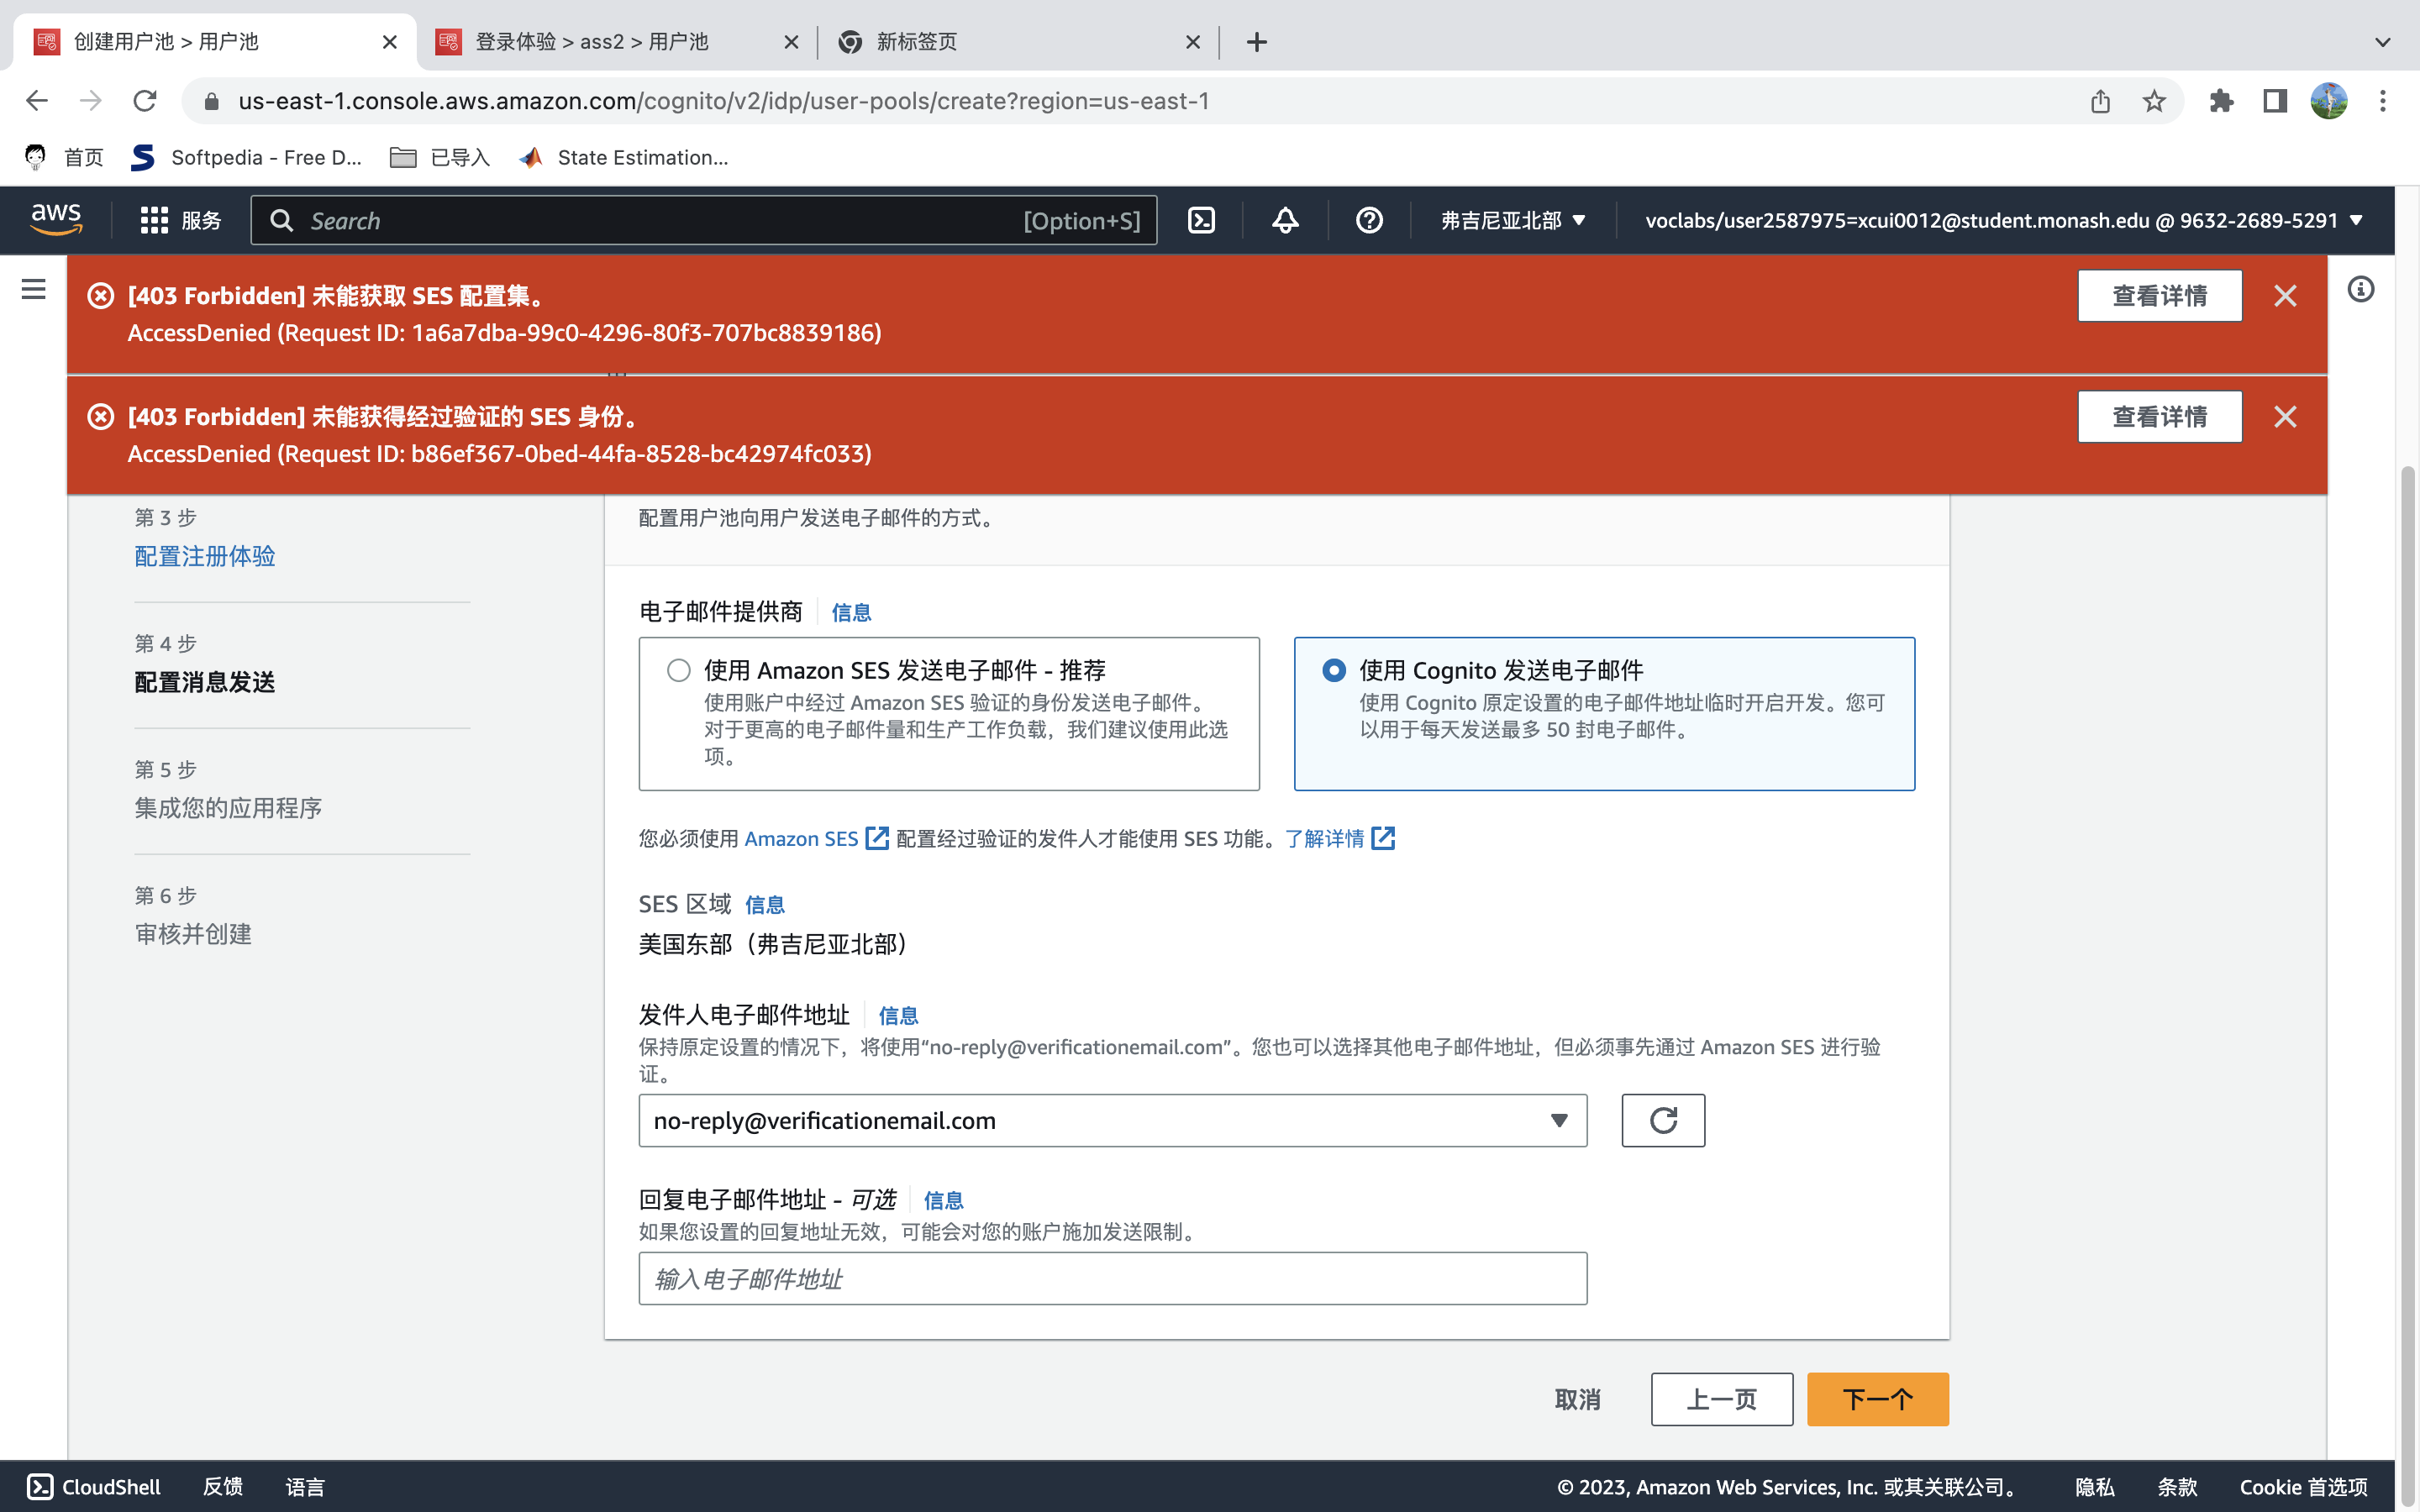 创建用户池 > 用户池
登录体验 > ass2 > 用户池
新标签页
us-east-1.console.aws.amazon.com/cognito/v2/idp/user-pools/create?region=us-east-1
首页
Softpedia - Free D...
已导入
State Estimation...
aws
服务
Search
[Option+S]
弗吉尼亚北部
voclabs/user2587975=xcui0012@student.monash.edu @ 9632-2689-5291
[403 Forbidden] 未能获取 SES 配置集。
AccessDenied (Request ID: 1a6a7dba-99c0-4296-80f3-707bc8839186)
查看详情
[403 Forbidden] 未能获得经过验证的 SES 身份。
AccessDenied (Request ID: b86ef367-0bed-44fa-8528-bc42974fc033)
查看详情
第 3 步
配置注册体验
第 4 步
配置消息发送
第 5 步
集成您的应用程序
第 6 步
审核并创建
配置用户池向用户发送电子邮件的方式。
电子邮件提供商
信息
使用 Amazon SES 发送电子邮件 - 推荐
使用账户中经过 Amazon SES 验证的身份发送电子邮件。
对于更高的电子邮件量和生产工作负载，我们建议使用此选
项。
使用 Cognito 发送电子邮件
使用 Cognito 原定设置的电子邮件地址临时开启开发。您可
以用于每天发送最多 50 封电子邮件。
您必须使用 Amazon SES 配置经过验证的发件人才能使用 SES 功能。了解详情
SES 区域 信息
美国东部（弗吉尼亚北部）
发件人电子邮件地址
信息
保持原定设置的情况下，将使用“no-reply@verificationemail.com”。您也可以选择其他电子邮件地址，但必须事先通过 Amazon SES 进行验
证。
no-reply@verificationemail.com
回复电子邮件地址 - 可选
信息
如果您设置的回复地址无效，可能会对您的账户施加发送限制。
输入电子邮件地址
取消
上一页
下一个
CloudShell
反馈
语言
© 2023, Amazon Web Services, Inc. 或其关联公司。
隐私
条款
Cookie 首选项